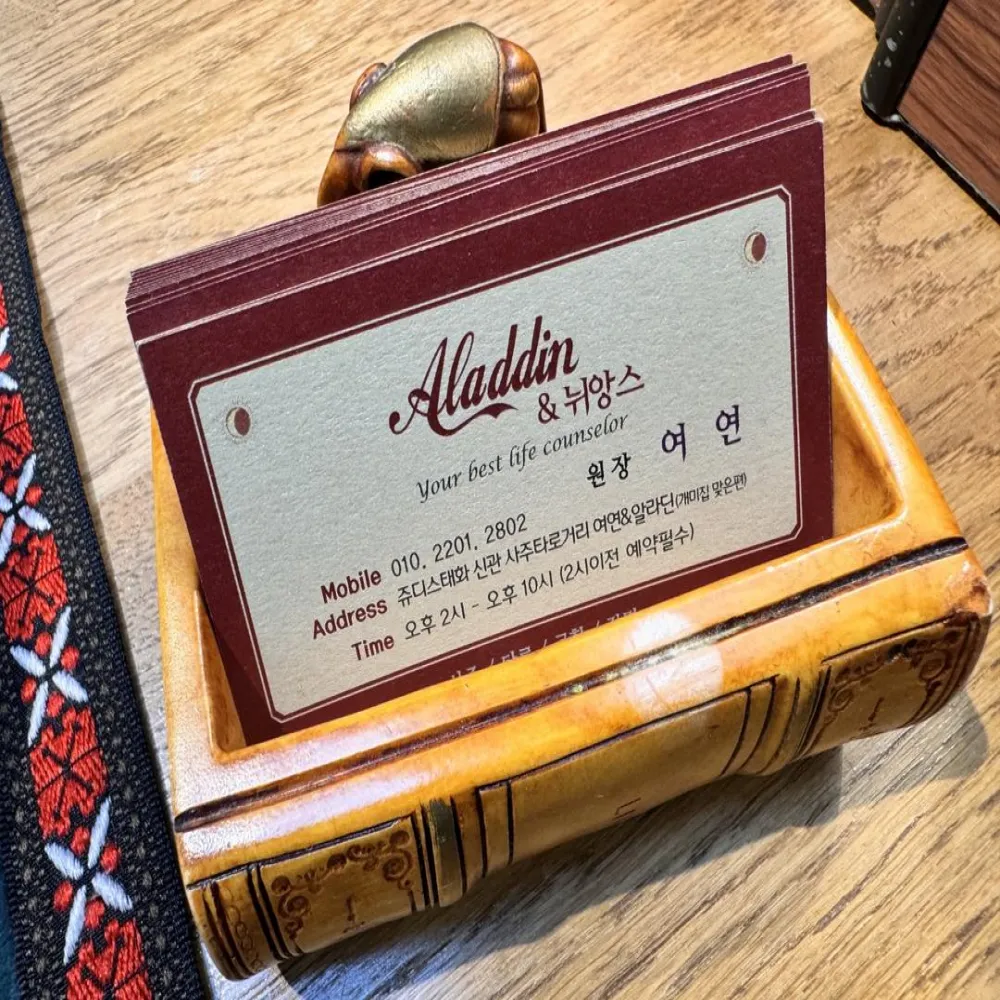 Aladdin
& 뉘앙스
Your best life counselor
원장 여 연
Mobile 010. 2201. 2802
Address 쥬디스태화 신관 사주타로거리 여연&알라딘(개미집 맞은편)
Time 오후 2시 - 오후 10시 (2시이전 예약필수)